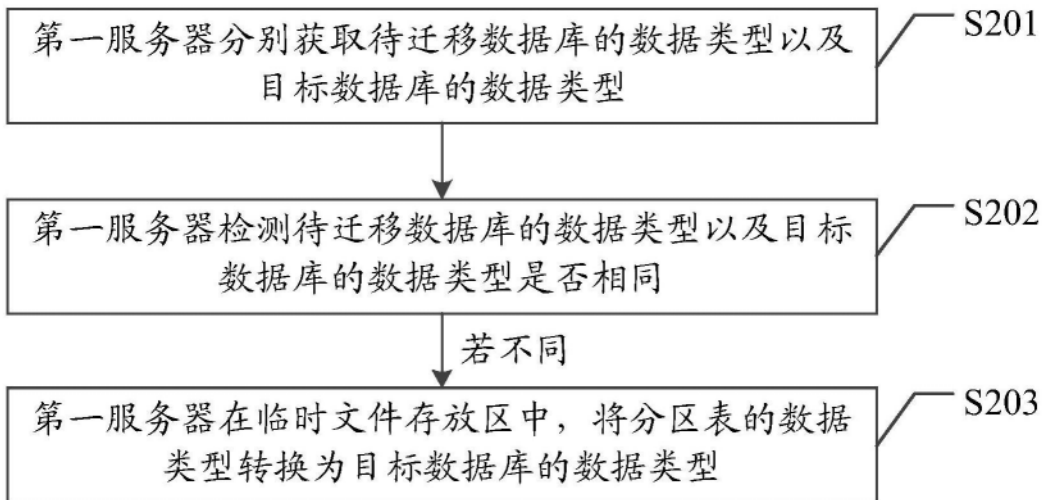 第一服务器分别获取待迁移数据库的数据类型以及
目标数据库的数据类型
S201
第一服务器检测待迁移数据库的数据类型以及目标
数据库的数据类型是否相同
S202
若不同
第一服务器在临时文件存放区中，将分区表的数据
类型转换为目标数据库的数据类型
S203